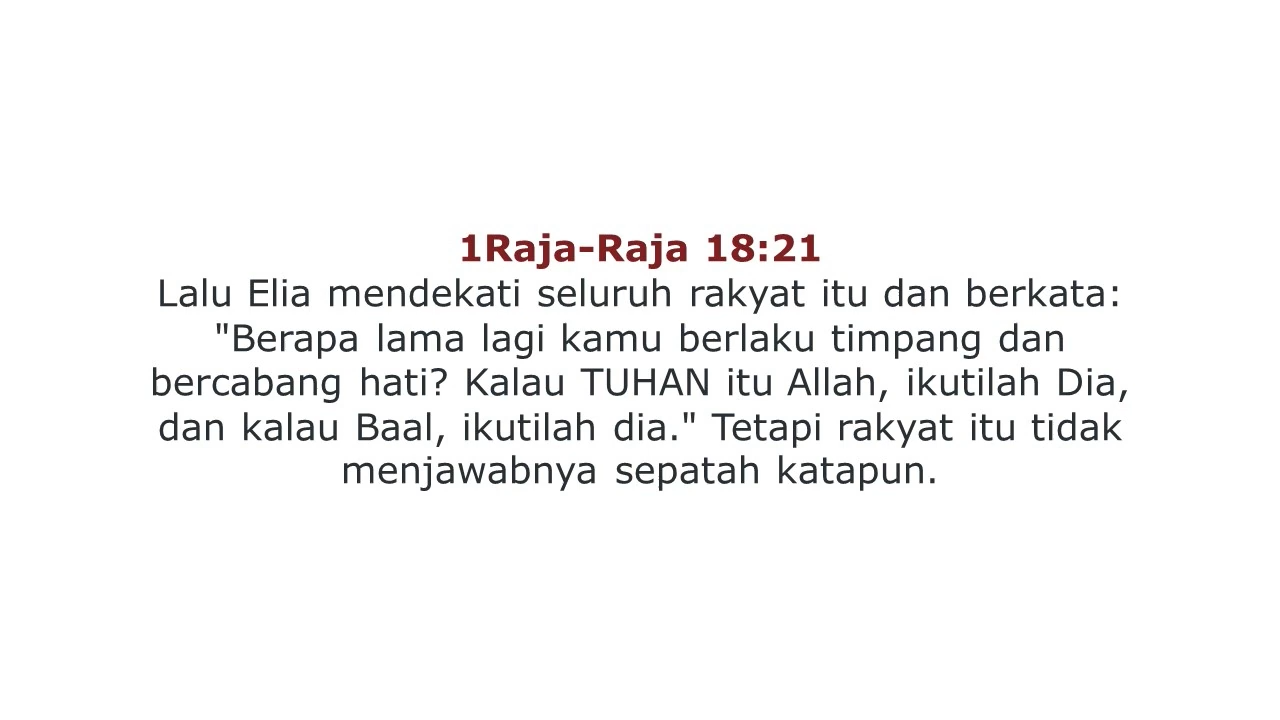 1Raja-Raja 18:21
Lalu Elia mendekati seluruh rakyat itu dan berkata:
"Berapa lama lagi kamu berlaku timpang dan
bercabang hati? Kalau TUHAN itu Allah, ikutilah Dia,
dan kalau Baal, ikutilah dia." Tetapi rakyat itu tidak
menjawabnya sepatah katapun.